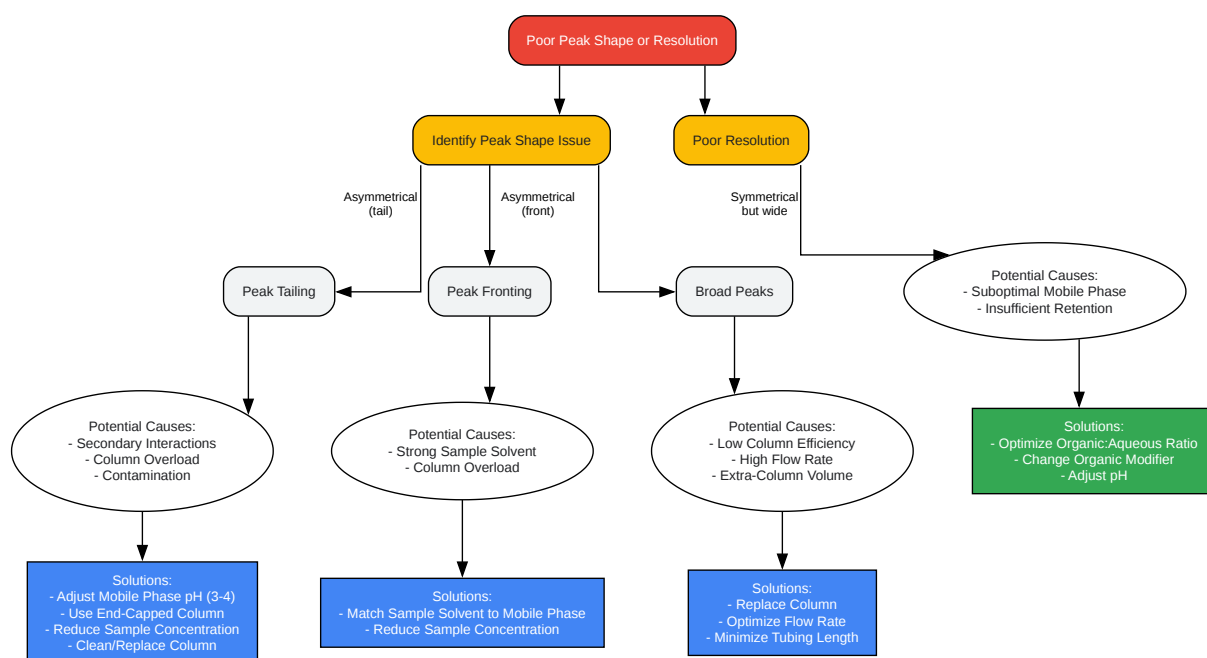 Poor Peak Shape or Resolution
Identify Peak Shape Issue
Poor Resolution
Asymmetrical
(tail)
Asymmetrical
(front)
Symmetrical
but wide
Peak Tailing
Peak Fronting
Broad Peaks
Potential Causes:
- Suboptimal Mobile Phase
- Insufficient Retention
Potential Causes:
- Secondary Interactions
- Column Overload
- Contamination
Potential Causes:
- Strong Sample Solvent
- Column Overload
Potential Causes:
- Low Column Efficiency
- High Flow Rate
- Extra-Column Volume
Solutions:
- Optimize Organic:Aqueous Ratio
- Change Organic Modifier
- Adjust pH
Solutions:
- Adjust Mobile Phase pH (3-4)
- Use End-Capped Column
- Reduce Sample Concentration
- Clean/Replace Column
Solutions:
- Match Sample Solvent to Mobile Phase
- Reduce Sample Concentration
Solutions:
- Replace Column
- Optimize Flow Rate
- Minimize Tubing Length